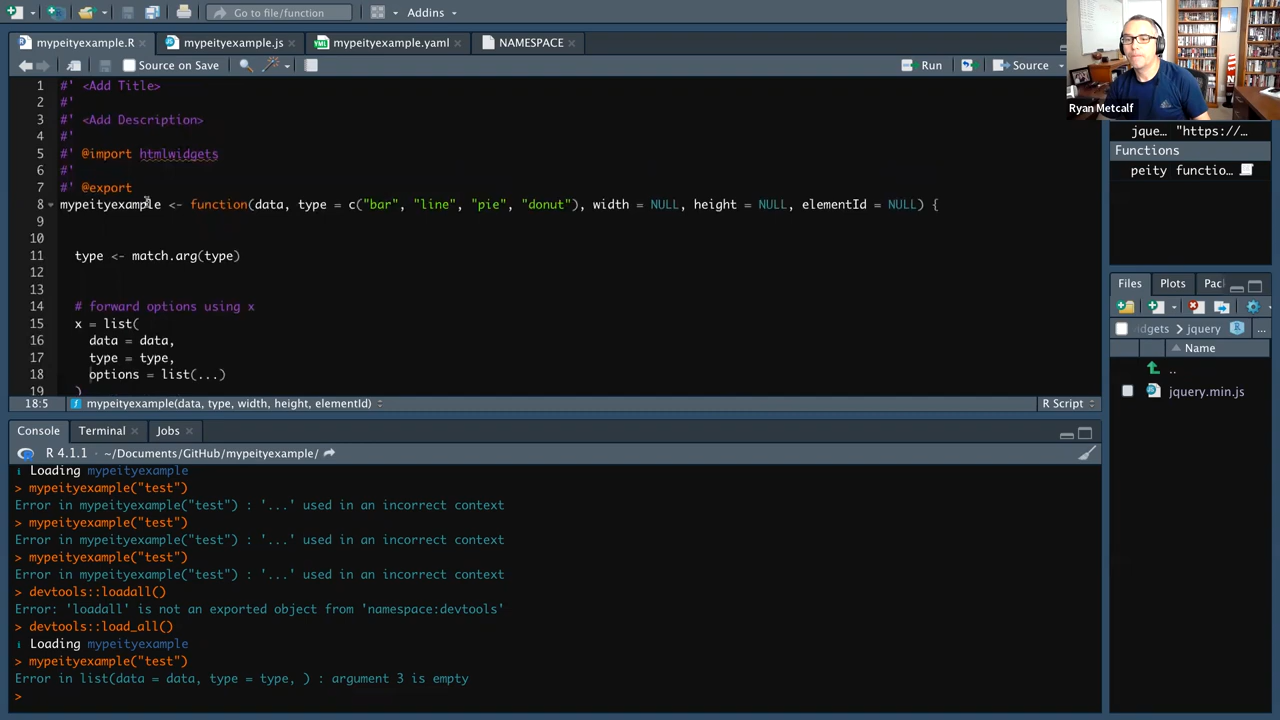 Go to file/function
Addins
mypeityexample.R
mypeityexample.js
mypeityexample.yaml
NAMESPACE
Source on Save
Run
Source
1 #' <Add Title>
2 #'
3 #' <Add Description>
4 #'
5 #' @import htmlwidgets
6 #'
7 #' @export
8 mypeityexample <- function(data, type = c("bar", "line", "pie", "donut"), width = NULL, height = NULL, elementId = NULL) {
9
10
11 type <- match.arg(type)
12
13
14 # forward options using x
15 x = list(
16 data = data,
17 type = type,
18 options = list(...)
19 )
18:5 mypeityexample(data, type, width, height, elementId)
R Script
Console
Terminal
Jobs
R 4.1.1 · ~/Documents/GitHub/mypeityexample/
i Loading mypeityexample
> mypeityexample("test")
Error in mypeityexample("test") : '...' used in an incorrect context
> mypeityexample("test")
Error in mypeityexample("test") : '...' used in an incorrect context
> mypeityexample("test")
Error in mypeityexample("test") : '...' used in an incorrect context
> devtools::loadall()
Error: 'loadall' is not an exported object from 'namespace:devtools'
> devtools::load_all()
i Loading mypeityexample
> mypeityexample("test")
Error in list(data = data, type = type, ) : argument 3 is empty
>
Ryan Metcalf
jque… "https://…
Functions
peity functio…
Files
Plots
Pac
idgets > jquery
...
Name
..
jquery.min.js